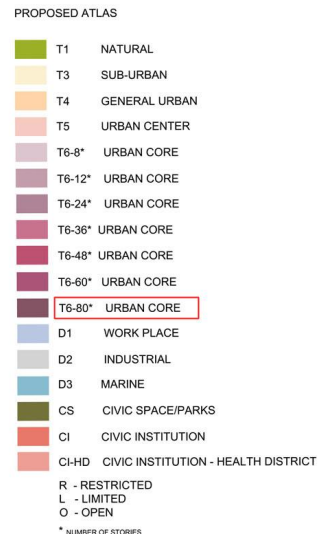 PROPOSED ATLAS
T1 NATURAL
T3 SUB-URBAN
T4 GENERAL URBAN
T5 URBAN CENTER
T6-8* URBAN CORE
T6-12* URBAN CORE
T6-24* URBAN CORE
T6-36* URBAN CORE
T6-48* URBAN CORE
T6-60* URBAN CORE
T6-80* URBAN CORE
D1 WORK PLACE
D2 INDUSTRIAL
D3 MARINE
CS CIVIC SPACE/PARKS
CI CIVIC INSTITUTION
CI-HD CIVIC INSTITUTION - HEALTH DISTRICT
R - RESTRICTED
L - LIMITED
O - OPEN
* NUMBER OF STORIES